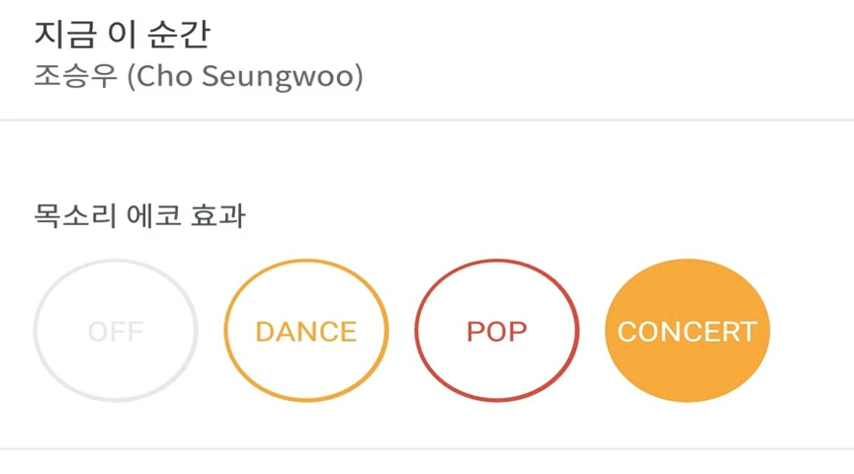 지금 이 순간
조승우 (Cho Seungwoo)
목소리 에코 효과
OFF DANCE POP CONCERT